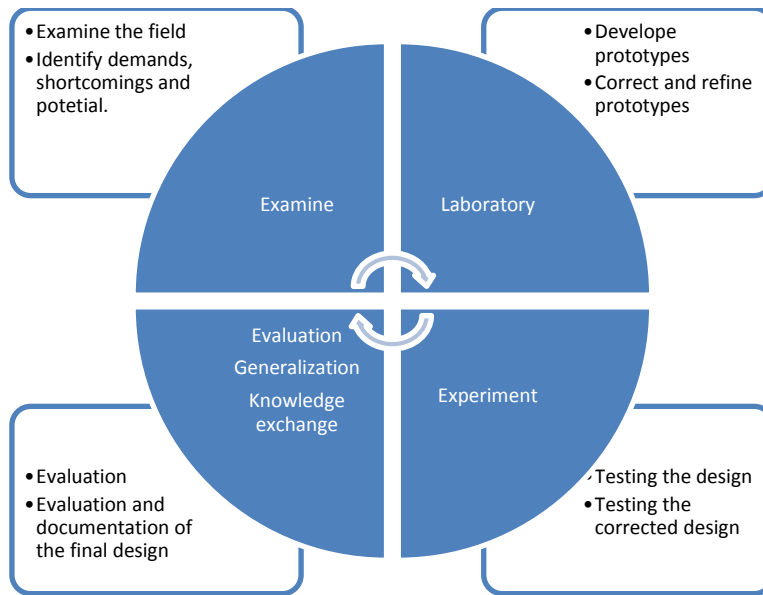 •Examine the field
•Identify demands,
shortcomings and
potetial.
•Develope
prototypes
•Correct and refine
prototypes
Examine
Laboratory
Evaluation
Generalization
Knowledge
exchange
Experiment
•Evaluation
•Evaluation and
documentation of
the final design
•Testing the design
•Testing the
corrected design